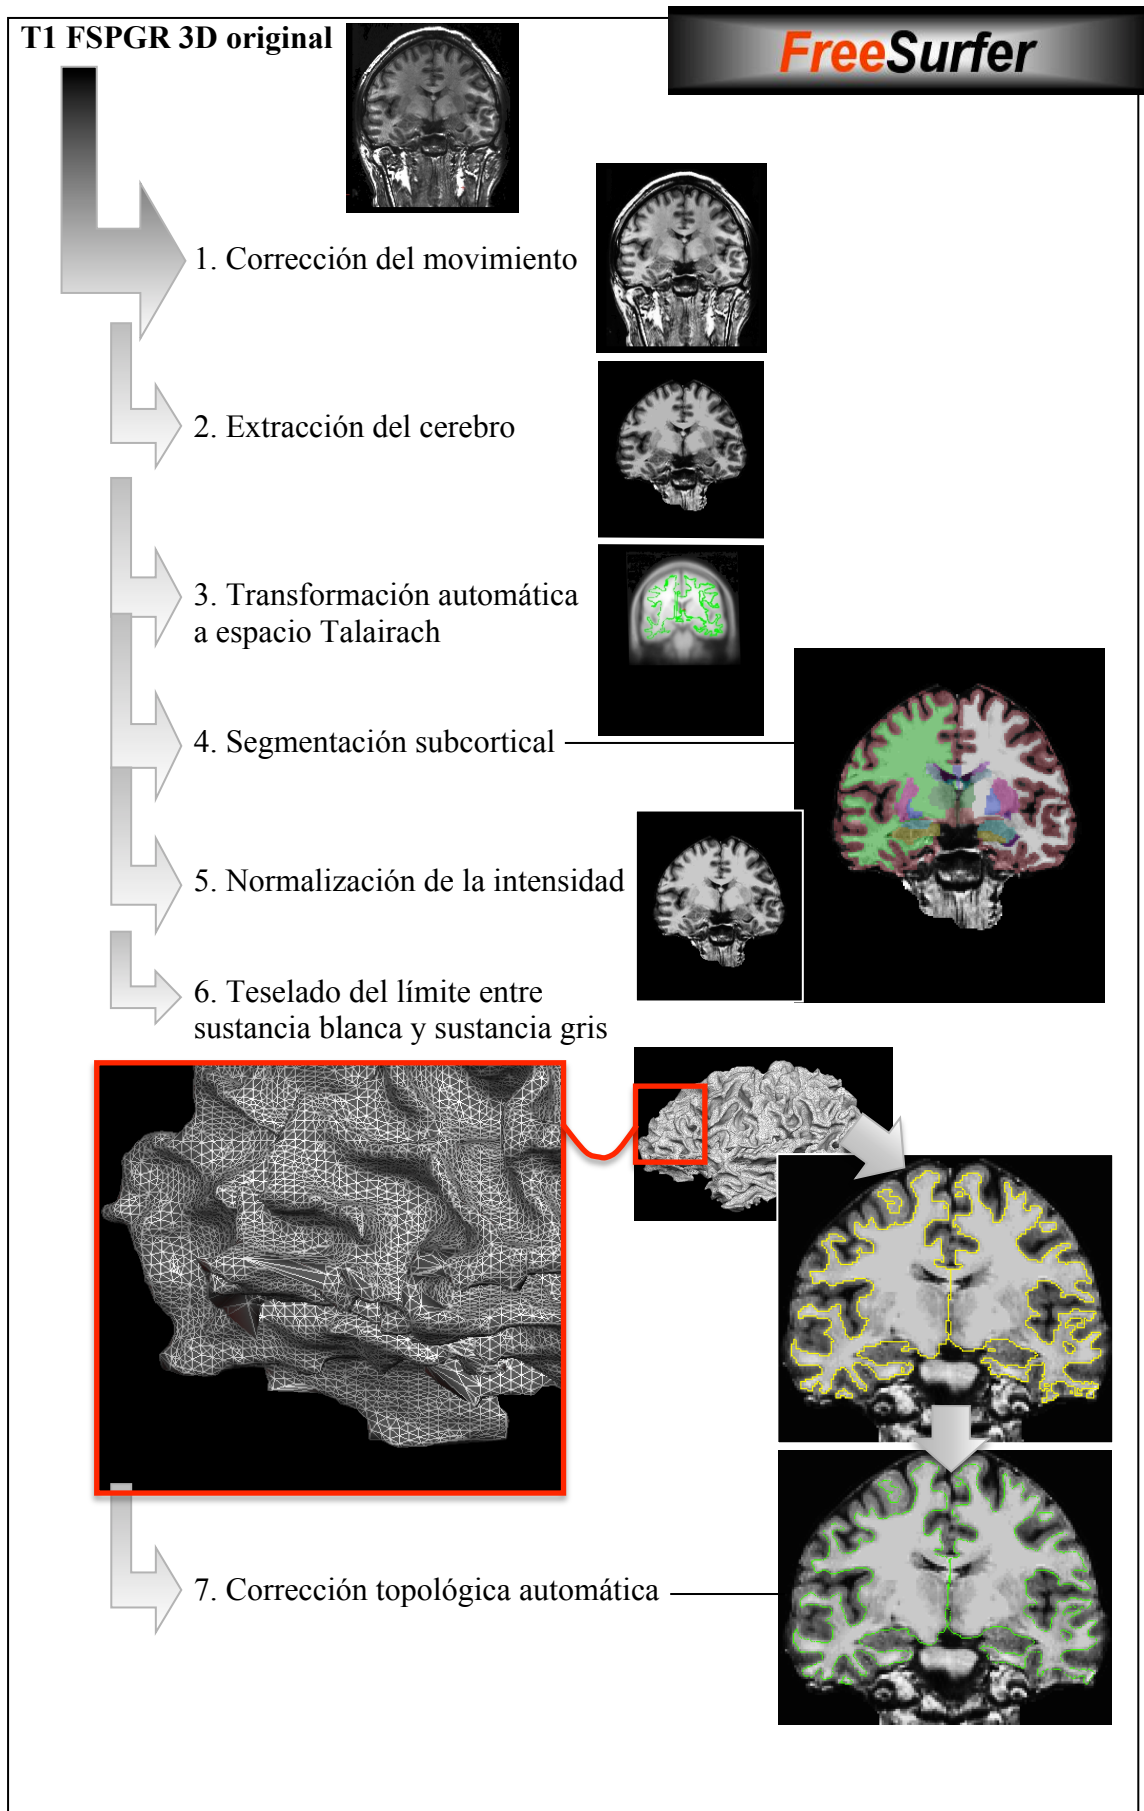 T1 FSPGR 3D original
FreeSurfer
1. Corrección del movimiento
2. Extracción del cerebro
3. Transformación automática
a espacio Talairach
4. Segmentación subcortical
5. Normalización de la intensidad
6. Teselado del límite entre
sustancia blanca y sustancia gris
7. Corrección topológica automática